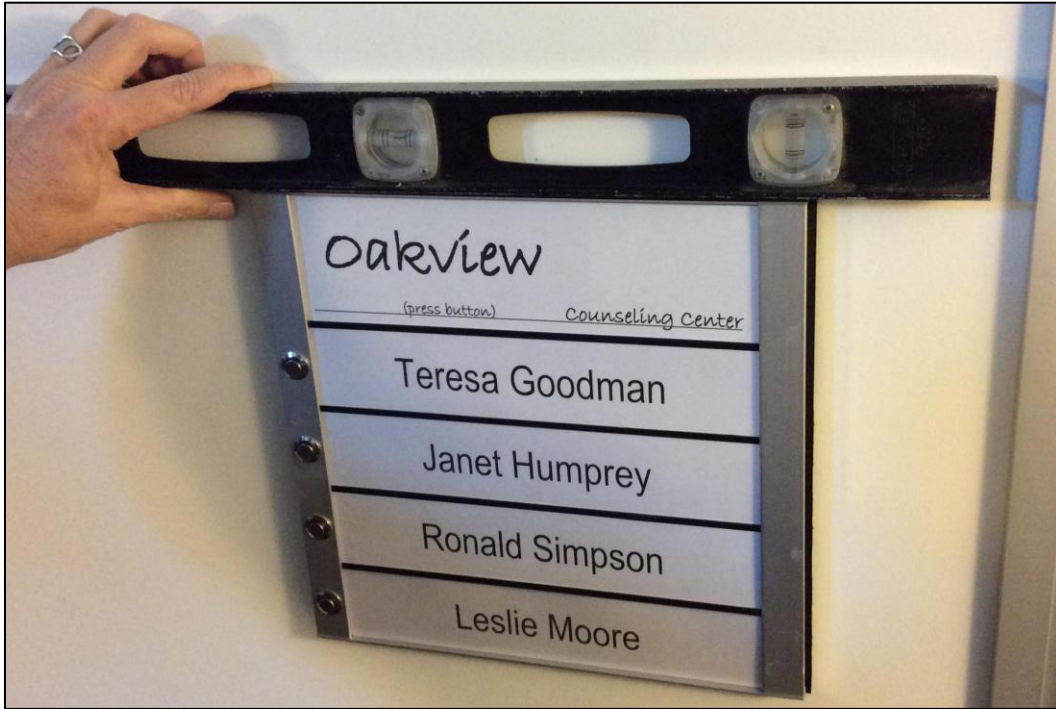 Oakview
(press button) Counseling Center
Teresa Goodman
Janet Humprey
Ronald Simpson
Leslie Moore